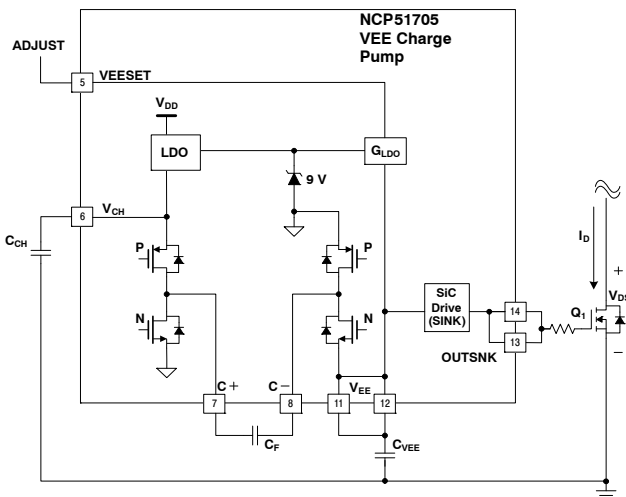 NCP51705
VEE Charge
Pump
ADJUST
5
VEESET
VDD
LDO
GLDO
9 V
6
VCH
CCH
P
P
N
N
SiC
Drive
(SINK)
14
13
OUTSNK
ID
+
Q1
VDS
–
C+
C–
VEE
7
8
11
12
CF
CVEE